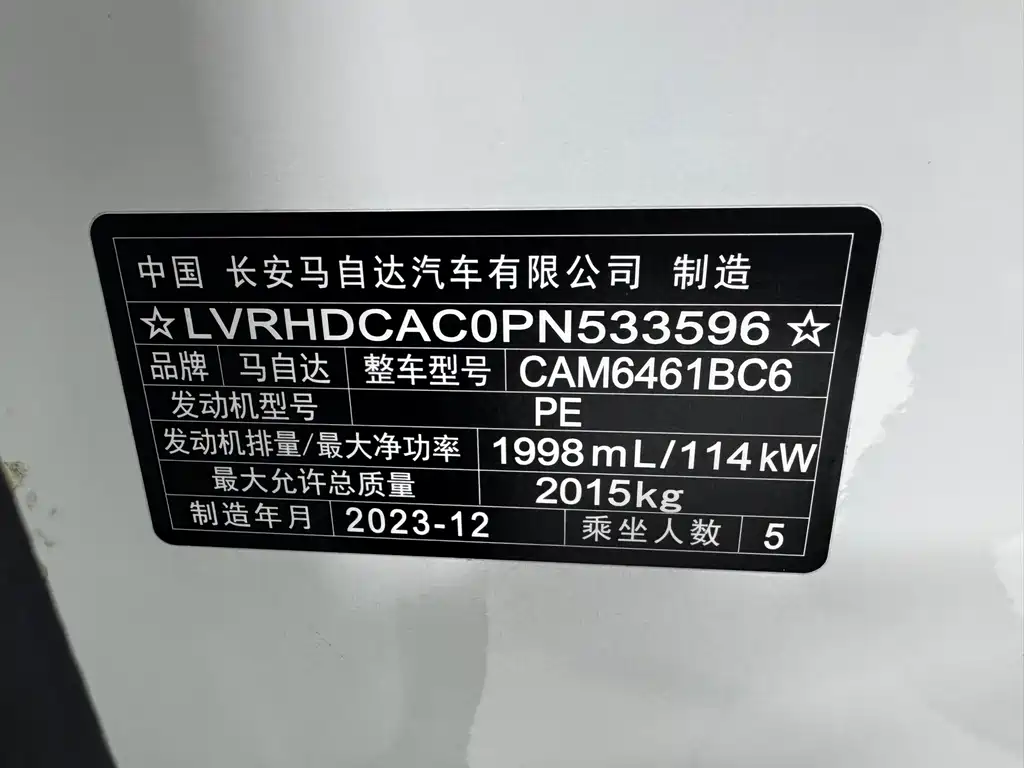 中国 长安马自达汽车有限公司 制造
☆LVRHDCAC0PN533596☆
品牌 马自达 整车型号 CAM6461BC6
发动机型号 PE
发动机排量/最大净功率 1998mL/114kW
最大允许总质量 2015kg
制造年月 2023-12 乘坐人数 5